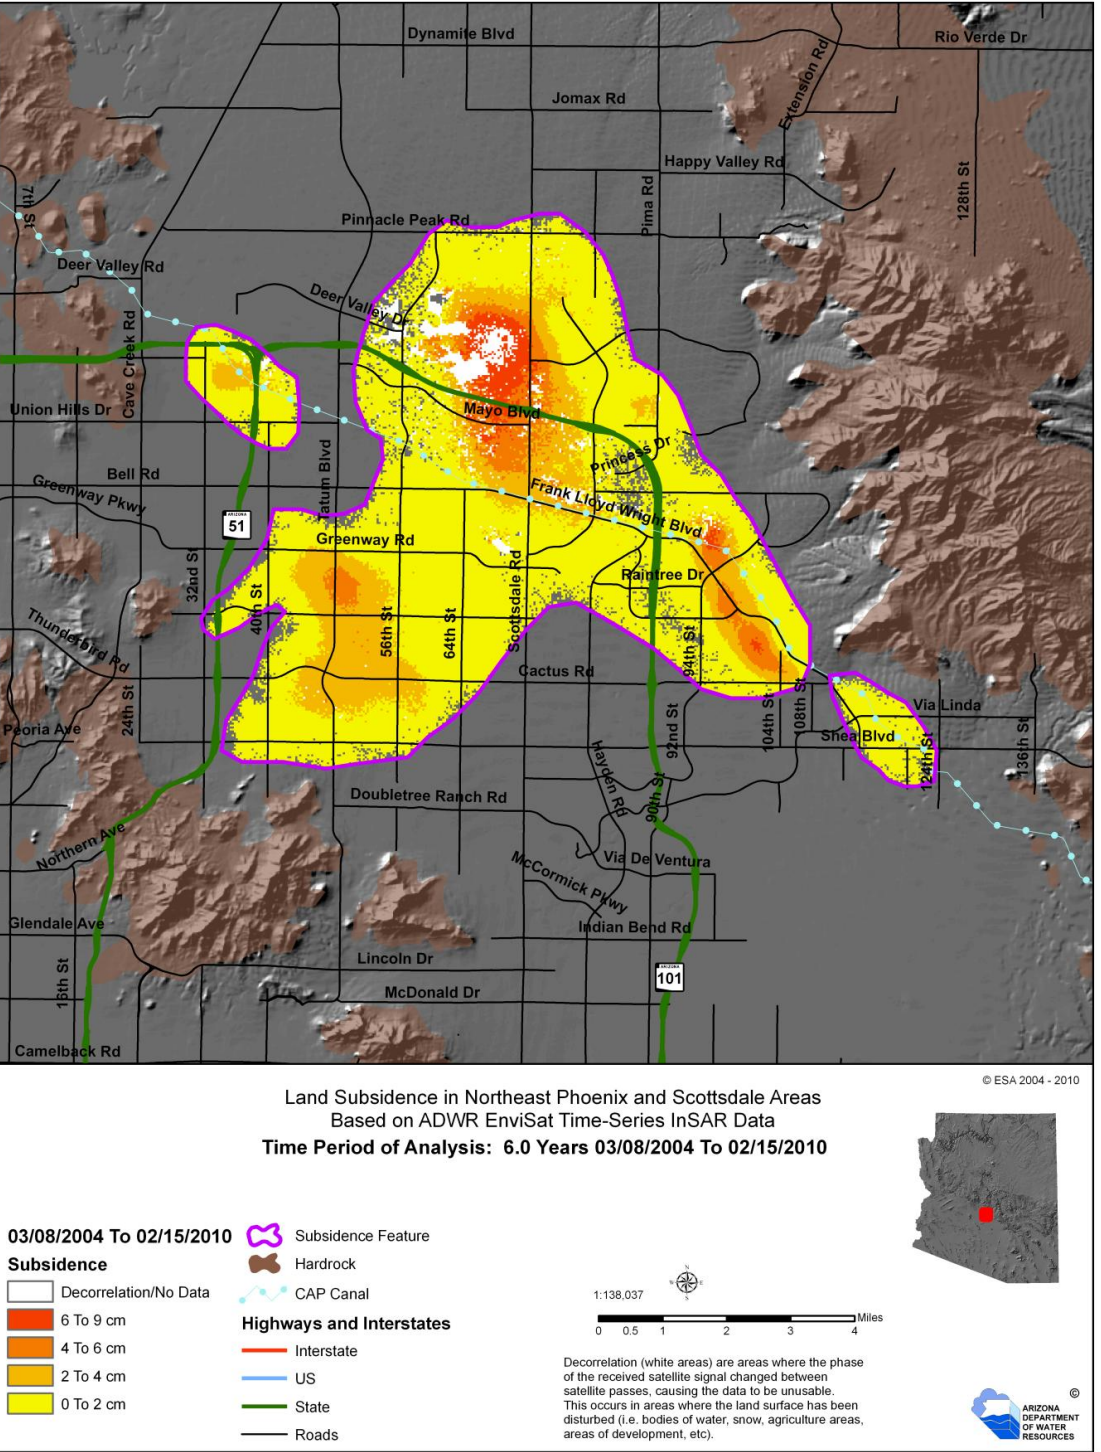 Dynamite Blvd
Rio Verde Dr
Jomax Rd
Extension Rd
Happy Valley Rd
128th St
7th St
Pima Rd
Pinnacle Peak Rd
Deer Valley Rd
Deer Valley Dr
Cave Creek Rd
Union Hills Dr
Mayo Blvd
Princess Dr
Tatum Blvd
Bell Rd
Greenway Pkwy
Frank Lloyd Wright Blvd
ARIZONA
51
Greenway Rd
32nd St
Raintree Dr
Scottsdale Rd
40th St
56th St
64th St
Thunderbird Rd
94th St
Cactus Rd
24th St
104th St
108th St
Via Linda
Peoria Ave
92nd St
Shea Blvd
124th St
136th St
Hayden Rd
90th St
Doubletree Ranch Rd
Northern Ave
Via De Ventura
McCormick Pkwy
Glendale Ave
Indian Bend Rd
Lincoln Dr
16th St
ARIZONA
101
McDonald Dr
Camelback Rd
© ESA 2004 - 2010
Land Subsidence in Northeast Phoenix and Scottsdale Areas
Based on ADWR EnviSat Time-Series InSAR Data
Time Period of Analysis: 6.0 Years 03/08/2004 To 02/15/2010
03/08/2004 To 02/15/2010
Subsidence
Decorrelation/No Data
6 To 9 cm
4 To 6 cm
2 To 4 cm
0 To 2 cm
Subsidence Feature
Hardrock
CAP Canal
Highways and Interstates
Interstate
US
State
Roads
N
W
E
S
1:138,037
Miles
0 0.5 1 2 3 4
Decorrelation (white areas) are areas where the phase
of the received satellite signal changed between
satellite passes, causing the data to be unusable.
This occurs in areas where the land surface has been
disturbed (i.e. bodies of water, snow, agriculture areas,
areas of development, etc).
©
ARIZONA
DEPARTMENT
OF WATER
RESOURCES